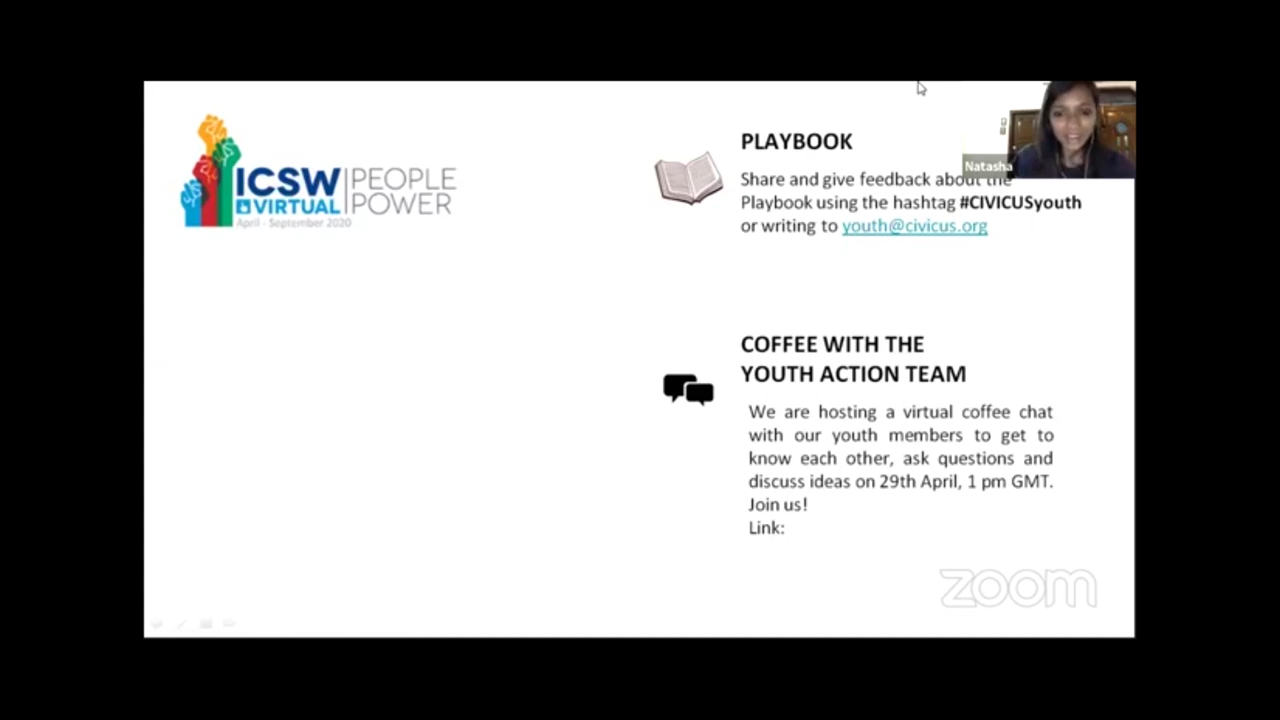 ICSW
VIRTUAL
PEOPLE
POWER
April - September 2020
PLAYBOOK
Natasha
Share and give feedback about the
Playbook using the hashtag #CIVICUSyouth
or writing to youth@civicus.org
COFFEE WITH THE
YOUTH ACTION TEAM
We are hosting a virtual coffee chat
with our youth members to get to
know each other, ask questions and
discuss ideas on 29th April, 1 pm GMT.
Join us!
Link:
zoom